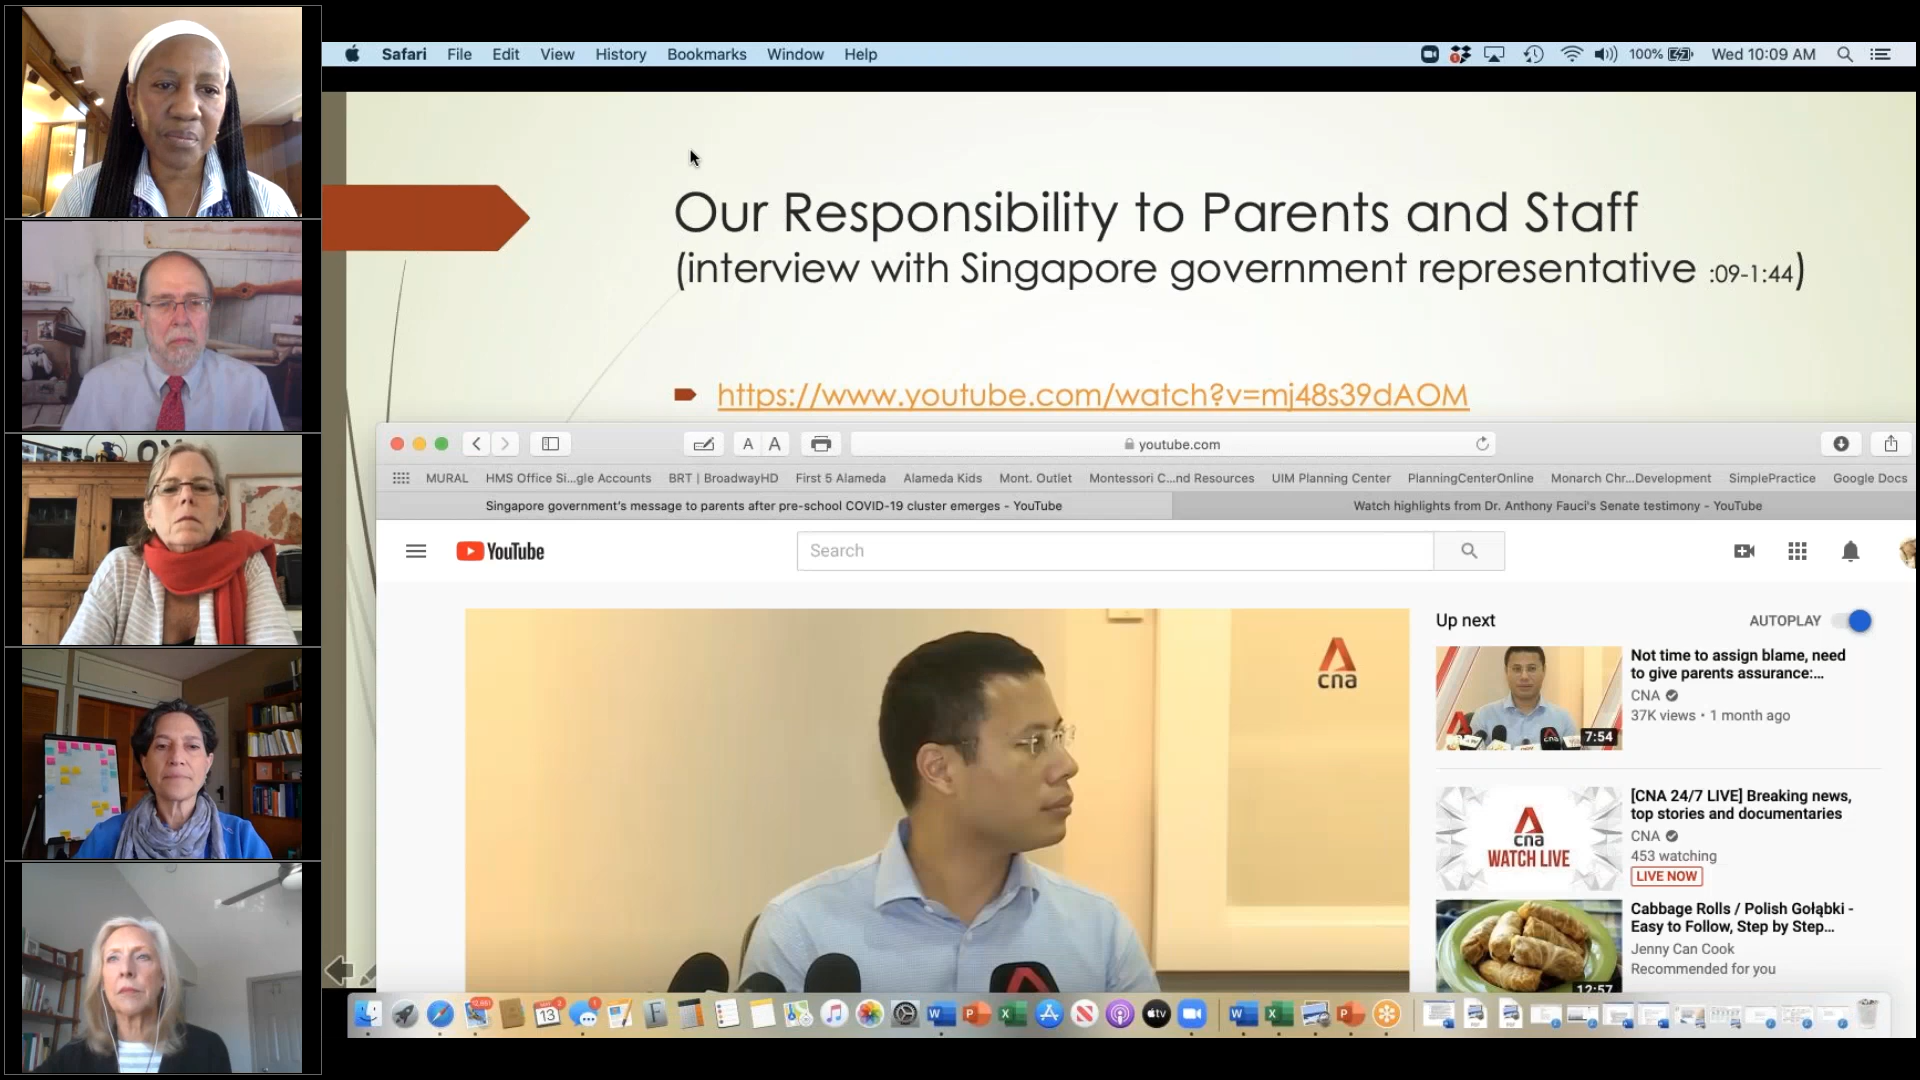 Safari File Edit View History Bookmarks Window Help
100% Wed 10:09 AM
Our Responsibility to Parents and Staff
(interview with Singapore government representative :09-1:44)
https://www.youtube.com/watch?v=mj48s39dAOM
A A
youtube.com
MURAL HMS Office Si...gle Accounts BRT | BroadwayHD First 5 Alameda Alameda Kids Mont. Outlet Montessori C...nd Resources UIM Planning Center PlanningCenterOnline Monarch Chr...Development SimplePractice Google Docs
Singapore government's message to parents after pre-school COVID-19 cluster emerges - YouTube
Watch highlights from Dr. Anthony Fauci's Senate testimony - YouTube
YouTube
Search
cna
Up next
AUTOPLAY
Not time to assign blame, need
to give parents assurance:...
CNA
37K views • 1 month ago
7:54
[CNA 24/7 LIVE] Breaking news,
top stories and documentaries
CNA
453 watching
LIVE NOW
cna
WATCH LIVE
Cabbage Rolls / Polish Gołąbki -
Easy to Follow, Step by Step...
Jenny Can Cook
Recommended for you
12:57
13
tv